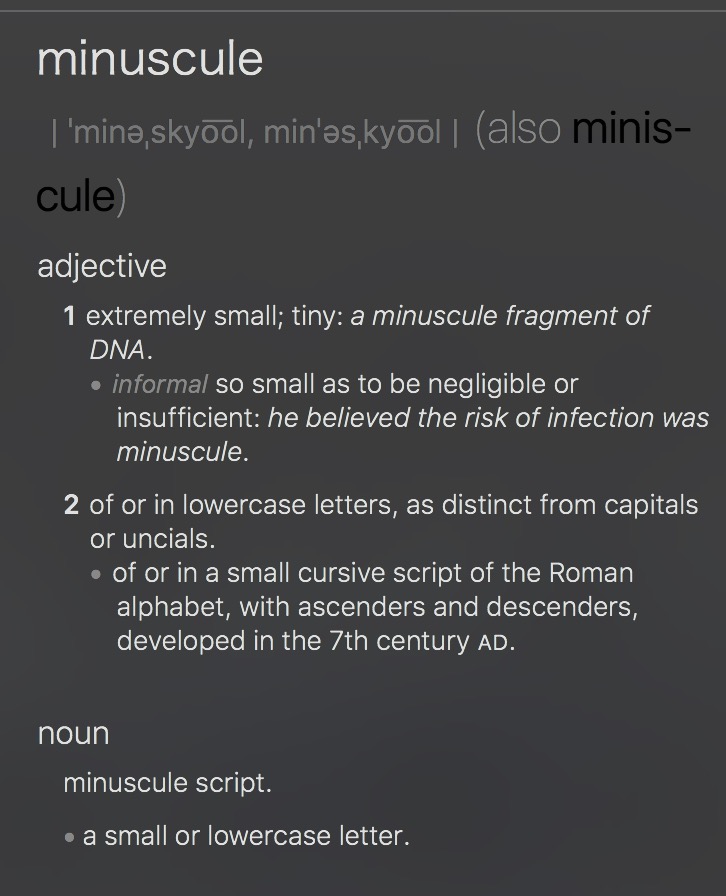 minuscule
| ˈminəˌskyo͞ol, minˈəsˌkyo͞ol | (also minis-
cule)
adjective
1 extremely small; tiny: a minuscule fragment of
DNA.
• informal so small as to be negligible or
insufficient: he believed the risk of infection was
minuscule.
2 of or in lowercase letters, as distinct from capitals
or uncials.
• of or in a small cursive script of the Roman
alphabet, with ascenders and descenders,
developed in the 7th century AD.
noun
minuscule script.
• a small or lowercase letter.